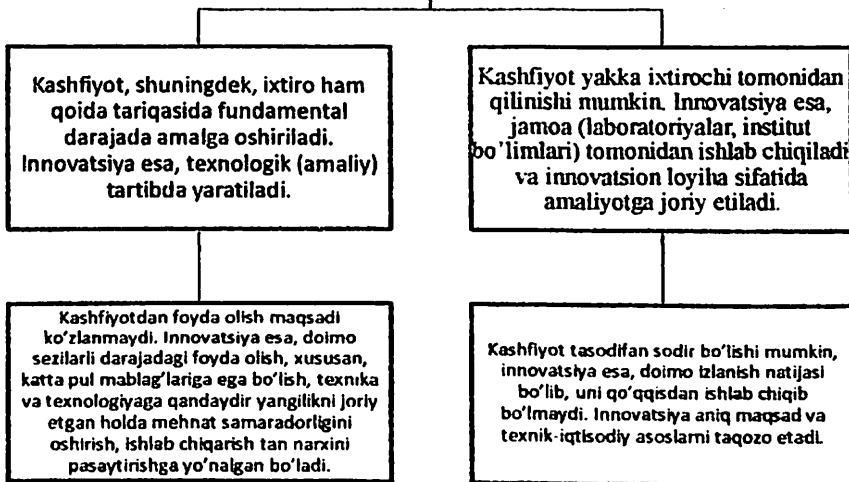 Kashfiyot, shuningdek, ixtiro ham
qoida tariqasida fundamental
darajada amalga oshiriladi.
Innovatsiya esa, texnologik (amaliy)
tartibda yaratiladi.
Kashfiyot yakka ixtirochi tomonidan
qilinishi mumkin. Innovatsiya esa,
jamoa (laboratoriyalar, institut
bo'limlari) tomonidan ishlab chiqiladi
va innovatsion loyiha sifatida
amaliyotga joriy etiladi.
Kashfiyotdan foyda olish maqsadi
ko'zlanmaydi. Innovatsiya esa, doimo
sezilarli darajadagi foyda olish, xususan,
katta pul mablag'lariga ega bo'lish, texnika
va texnologiyaga qandaydir yangilikni joriy
etgan holda mehnat samaradorligini
oshirish, ishlab chiqarish tan narxini
pasaytirishga yo'nalgan bo'ladi.
Kashfiyot tasodifan sodir bo'lishi mumkin,
innovatsiya esa, doimo izlanish natijasi
bo'lib, uni qo'qqisdan ishlab chiqib
bo'lmaydi. Innovatsiya aniq maqsad va
texnik-iqtisodiy asoslarni taqozo etadi.